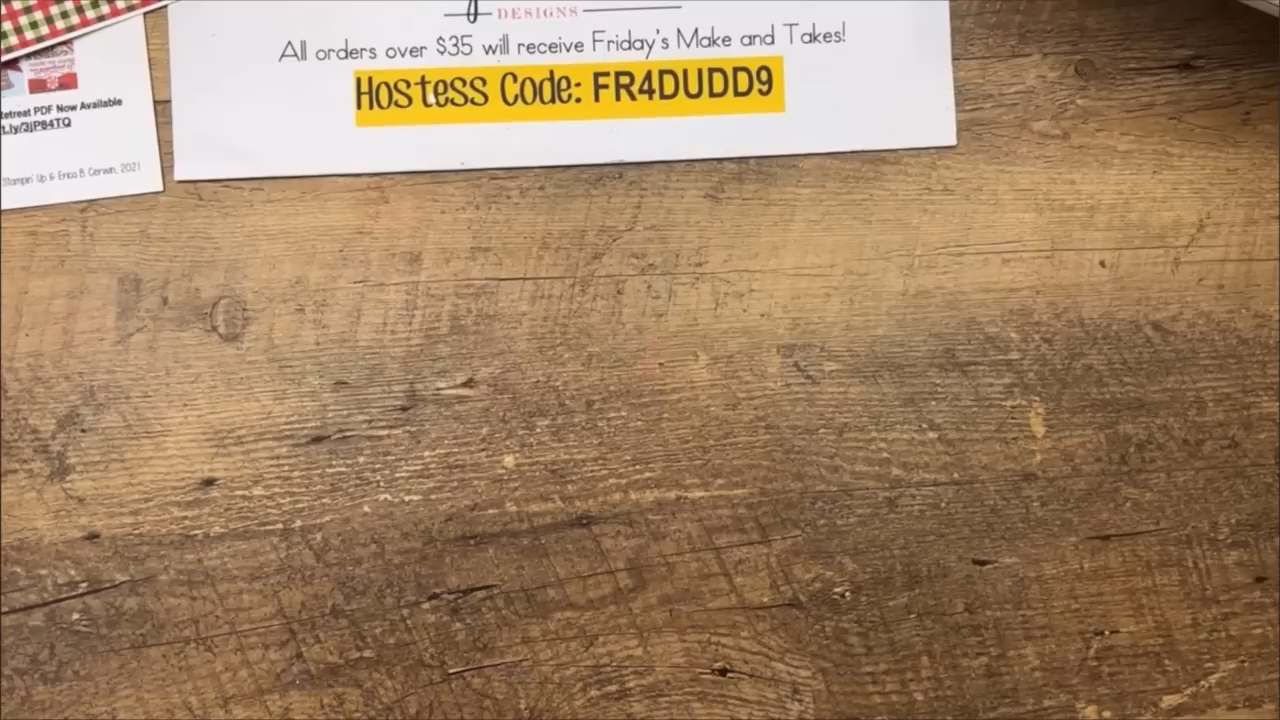 DESIGNS
All orders over $35 will receive Friday's Make and Takes!
Hostess Code: FR4DUDD9
etreat PDF Now Available
t.ly/3jP84TQ
Stampin' Up & Erica B Cerwin, 2021